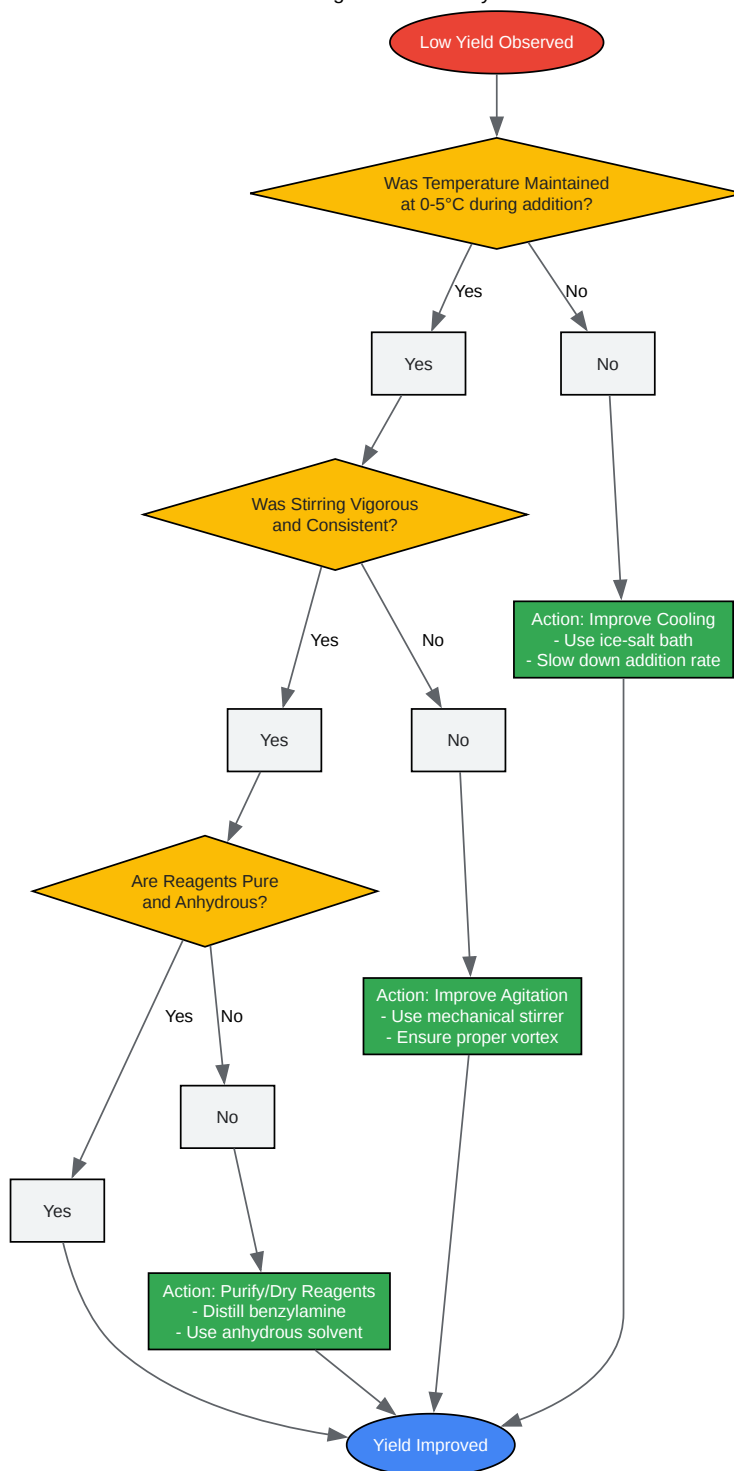 Low Yield Observed
Was Temperature Maintained
at 0-5°C during addition?
Yes
No
Yes
No
Was Stirring Vigorous
and Consistent?
Action: Improve Cooling
- Use ice-salt bath
- Slow down addition rate
Yes
No
Yes
No
Are Reagents Pure
and Anhydrous?
Action: Improve Agitation
- Use mechanical stirrer
- Ensure proper vortex
Yes
No
No
Yes
Action: Purify/Dry Reagents
- Distill benzylamine
- Use anhydrous solvent
Yield Improved